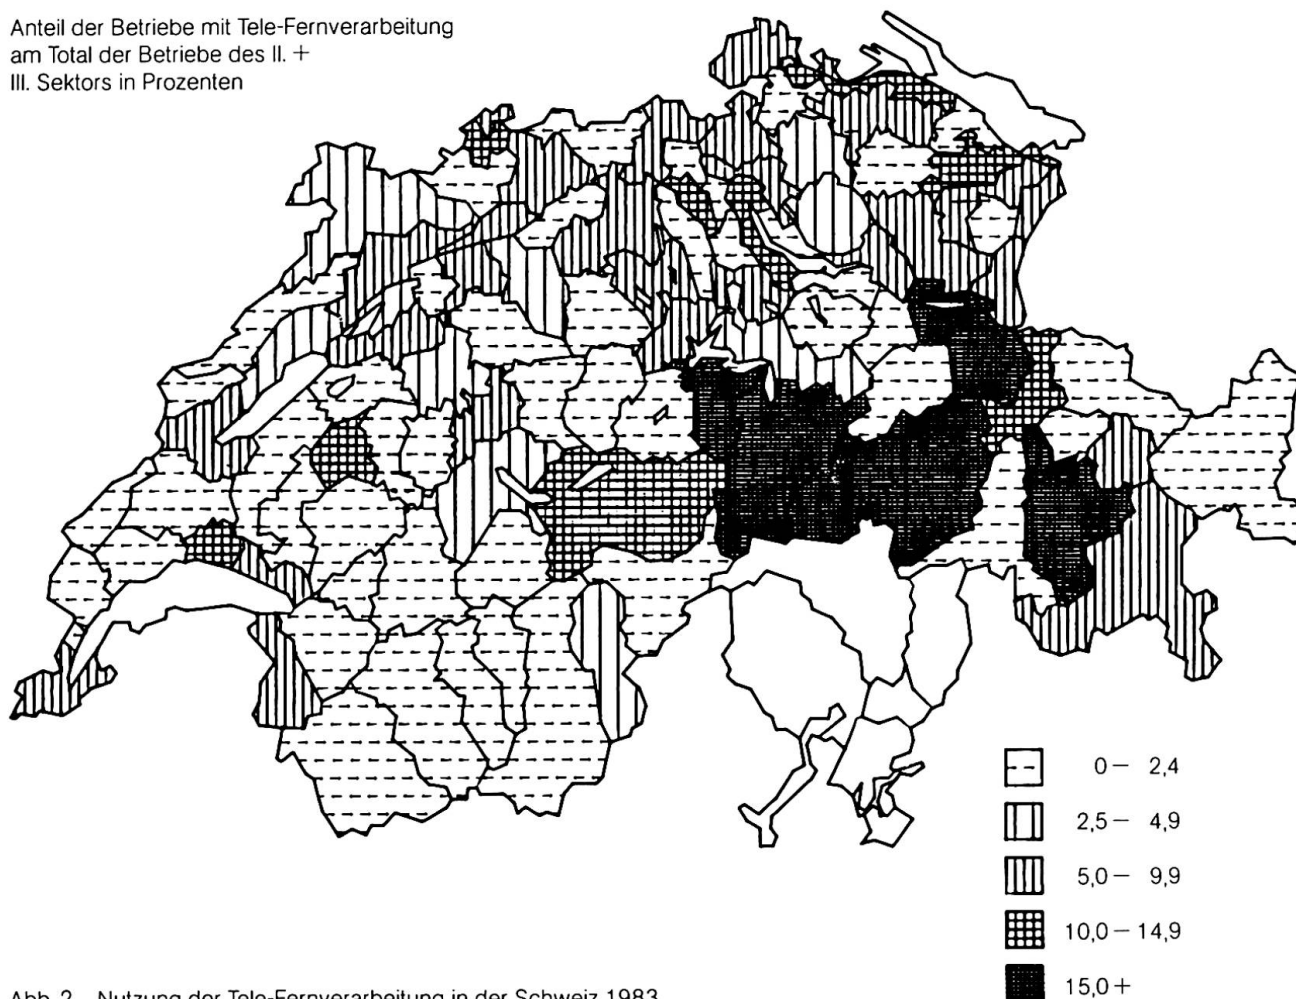 Anteil der Betriebe mit Tele-Fernverarbeitung
am Total der Betriebe des II. +
III. Sektors in Prozenten
0 – 2,4
2,5 – 4,9
5,0 – 9,9
10,0 – 14,9
15,0 +
Abb. 2 Nutzung der Tele-Fernverarbeitung in der Schweiz 1983